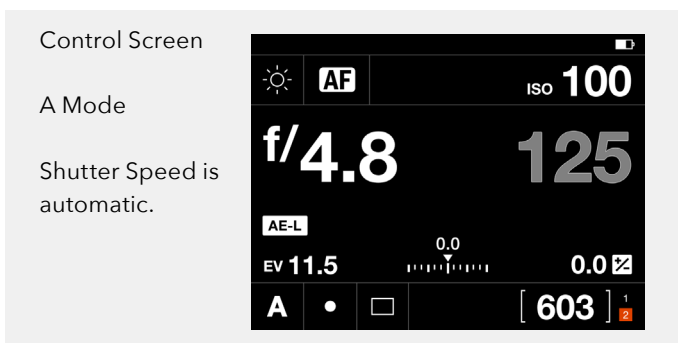 Control Screen
A Mode
Shutter Speed is
automatic.
AF
ISO 100
f/4.8
125
AE-L
0.0
EV 11.5
0.0
A
[ 603 ]
1
2